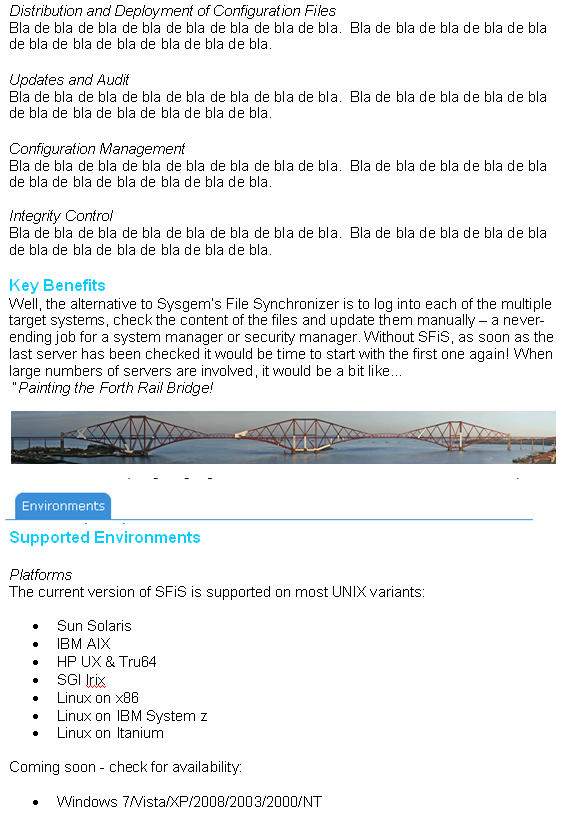 Distribution and Deployment of Configuration Files
Bla de bla de bla de bla de bla de bla de bla de bla.  Bla de bla de bla de bla de bla
de bla de bla de bla de bla de bla de bla.
Updates and Audit
Bla de bla de bla de bla de bla de bla de bla de bla.  Bla de bla de bla de bla de bla
de bla de bla de bla de bla de bla de bla.
Configuration Management
Bla de bla de bla de bla de bla de bla de bla de bla.  Bla de bla de bla de bla de bla
de bla de bla de bla de bla de bla de bla.
Integrity Control
Bla de bla de bla de bla de bla de bla de bla de bla.  Bla de bla de bla de bla de bla
de bla de bla de bla de bla de bla de bla.
Key Benefits
Well, the alternative to Sysgem's File Synchronizer is to log into each of the multiple
target systems, check the content of the files and update them manually – a never-
ending job for a system manager or security manager. Without SFiS, as soon as the
last server has been checked it would be time to start with the first one again! When
large numbers of servers are involved, it would be a bit like...
"Painting the Forth Rail Bridge!
Environments
Supported Environments
Platforms
The current version of SFiS is supported on most UNIX variants:
• Sun Solaris
• IBM AIX
• HP UX & Tru64
• SGI Irix
• Linux on x86
• Linux on IBM System z
• Linux on Itanium
Coming soon - check for availability:
• Windows 7/Vista/XP/2008/2003/2000/NT